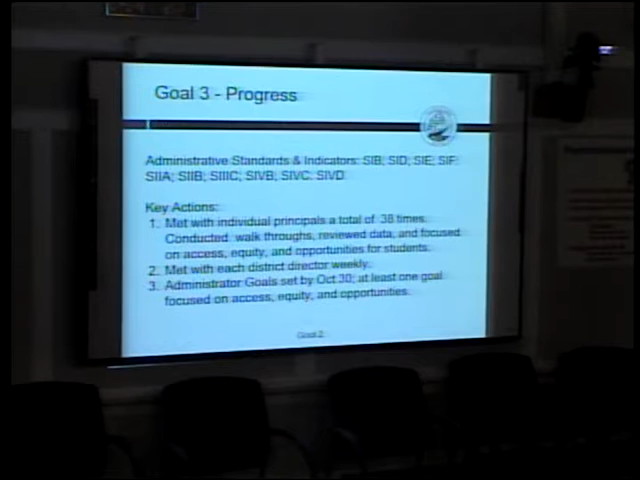 Goal 3 - Progress
Administrative Standards & Indicators: SIB; SID; SIE; SIF;
SIIA; SIIB; SIIIC; SIVB; SIVC; SIVD
Key Actions:
1. Met with individual principals a total of 38 times.
Conducted walk throughs, reviewed data, and focused
on access, equity, and opportunities for students.
2. Met with each district director weekly.
3. Administrator Goals set by Oct 30; at least one goal
focused on access, equity, and opportunities.
Goal 2